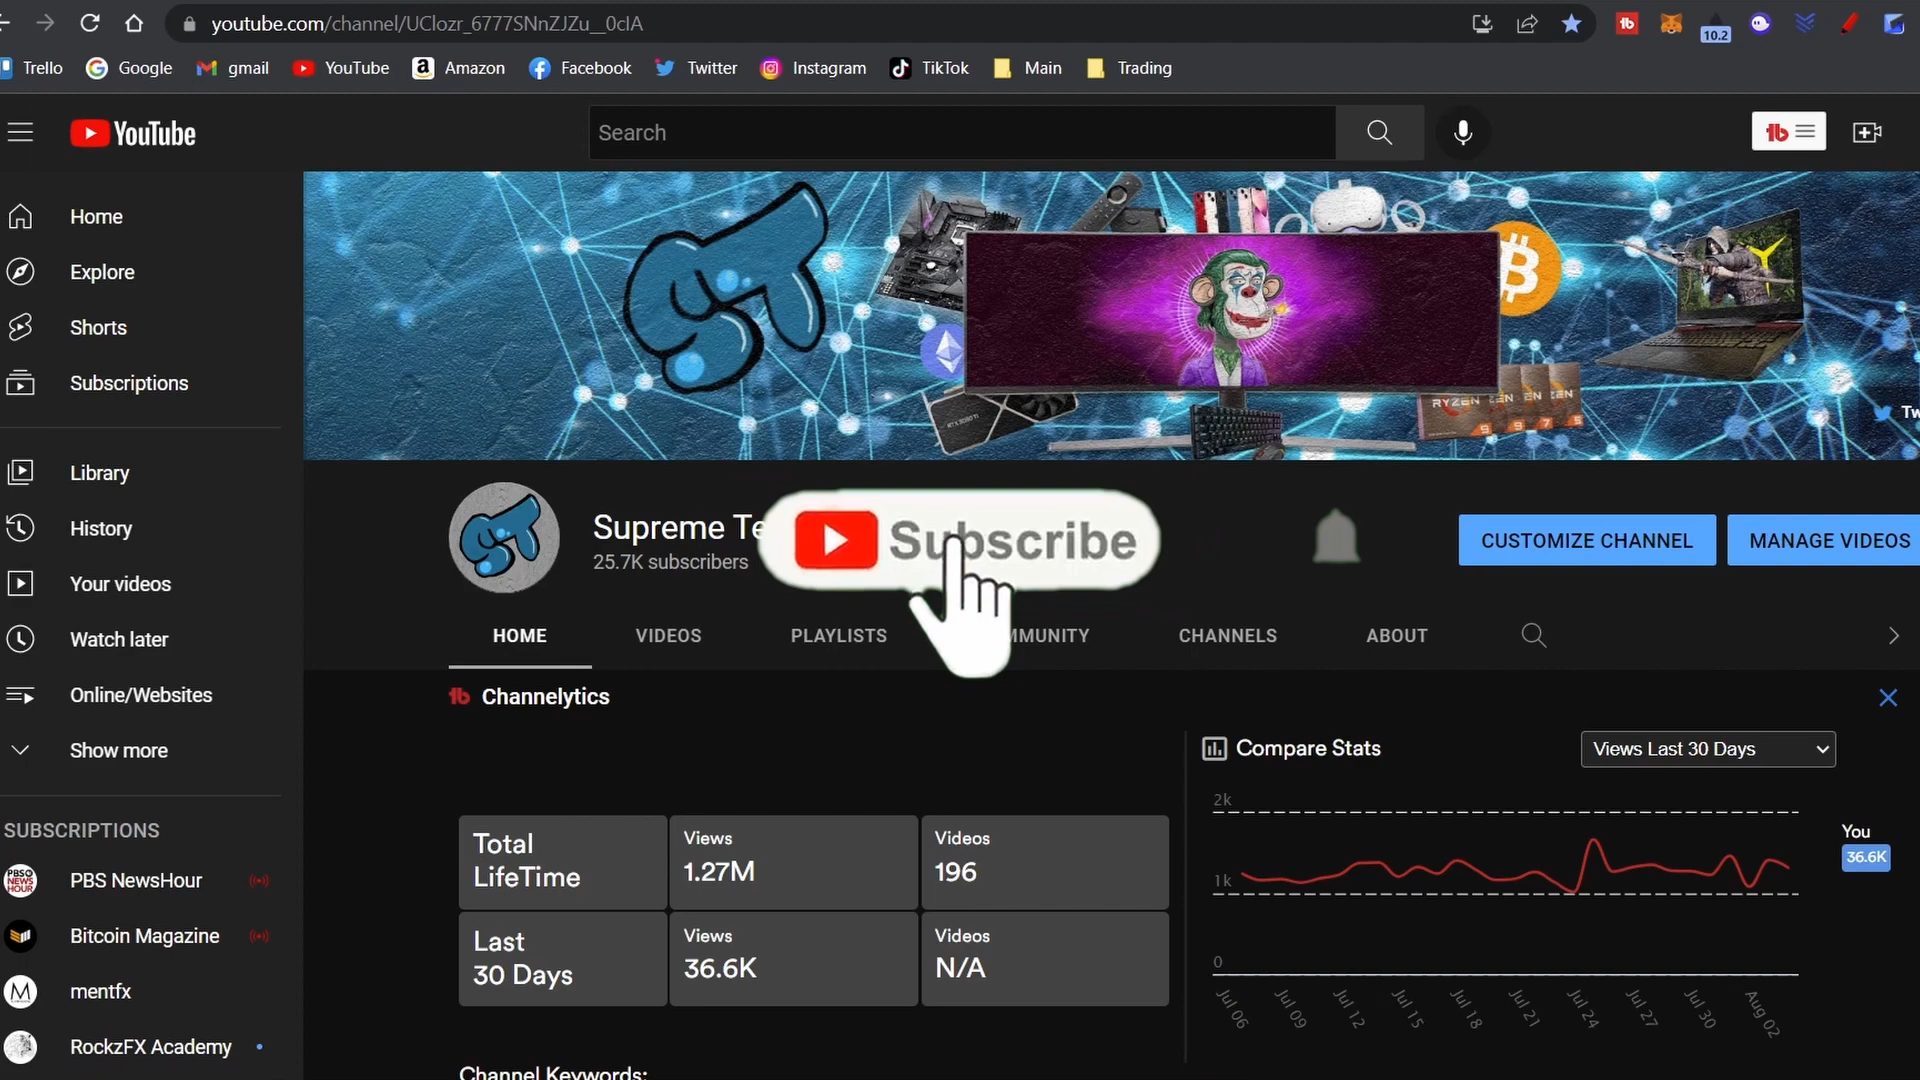 youtube.com/channel/UClozr_6777SNnZJZu__0cIA
10.2
Trello
Google
gmail
YouTube
Amazon
Facebook
Twitter
Instagram
TikTok
Main
Trading
YouTube
Search
Home
Explore
Shorts
Subscriptions
Library
History
Your videos
Watch later
Online/Websites
Show more
SUBSCRIPTIONS
PBS NewsHour
Bitcoin Magazine
mentfx
RockzFX Academy
RYZEN
9 9 7 5
Supreme Te
25.7K subscribers
Subscribe
CUSTOMIZE CHANNEL
MANAGE VIDEOS
HOME
VIDEOS
PLAYLISTS
MMUNITY
CHANNELS
ABOUT
Channelytics
Compare Stats
Views Last 30 Days
Total
LifeTime
Views
1.27M
Videos
196
Last
30 Days
Views
36.6K
Videos
N/A
2k
1k
0
You
36.6K
Jul 06
Jul 09
Jul 12
Jul 15
Jul 18
Jul 21
Jul 24
Jul 27
Jul 30
Aug 02
Channel Keywords: